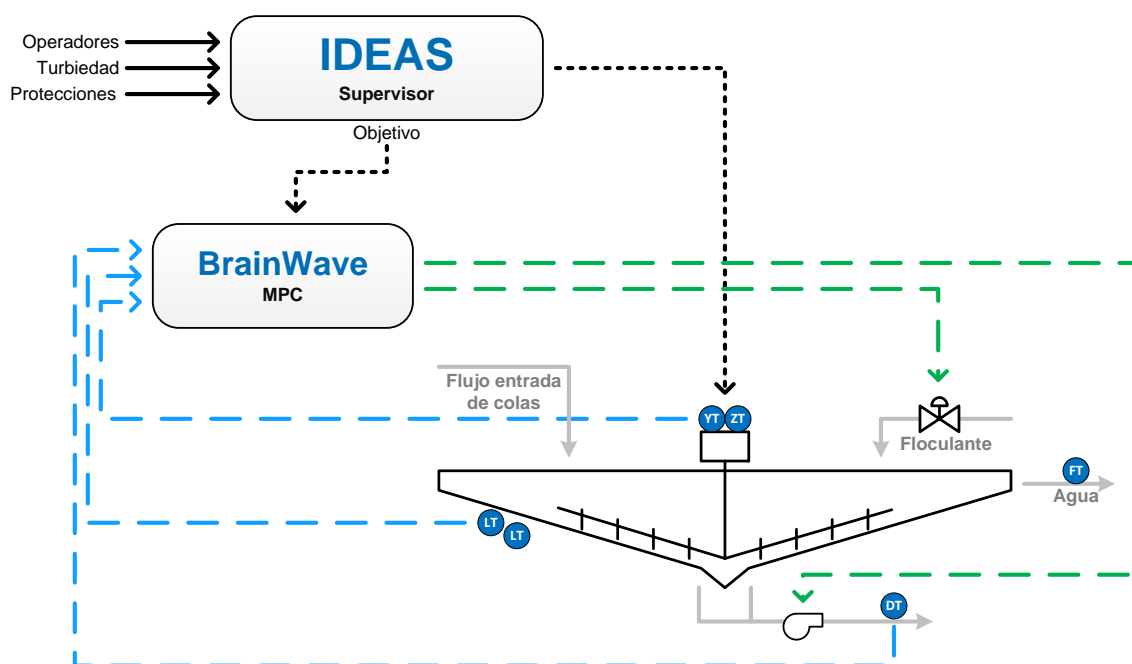 Operadores
Turbiedad
Protecciones
IDEAS
Supervisor
Objetivo
BrainWave
MPC
Flujo entrada
de colas
YT
ZT
Floculante
FT
Agua
LT
LT
DT